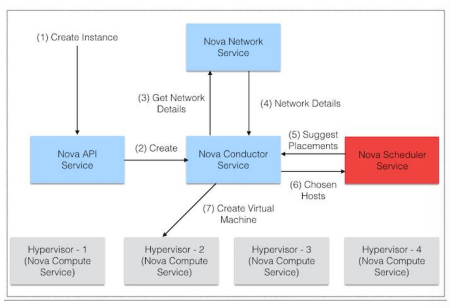 (1) Create Instance
Nova Network
Service
(3) Get Network
Details
(4) Network Details
(5) Suggest
Placements
Nova API
Service
(2) Create
Nova Conductor
Service
Nova Scheduler
Service
(6) Chosen
Hosts
(7) Create Virtual
Machine
Hypervisor - 1
(Nova Compute
Service)
Hypervisor - 2
(Nova Compute
Service)
Hypervisor - 3
(Nova Compute
Service)
Hypervisor - 4
(Nova Compute
Service)